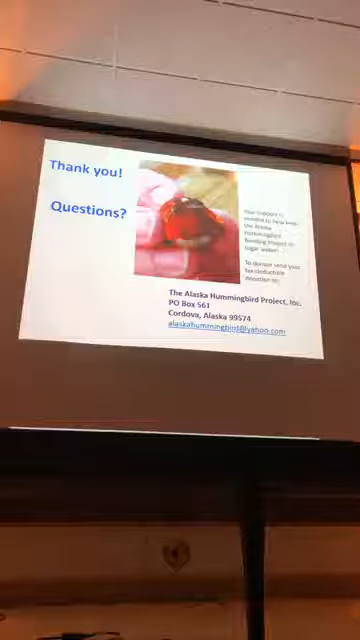 Thank you!
Questions?
Your support is
needed to help keep
the Alaska
Hummingbird
Banding Project in
sugar water!
To donate send your
tax deductible
donation to:
The Alaska Hummingbird Project, Inc.
PO Box 561
Cordova, Alaska 99574
alaskahummingbird@yahoo.com